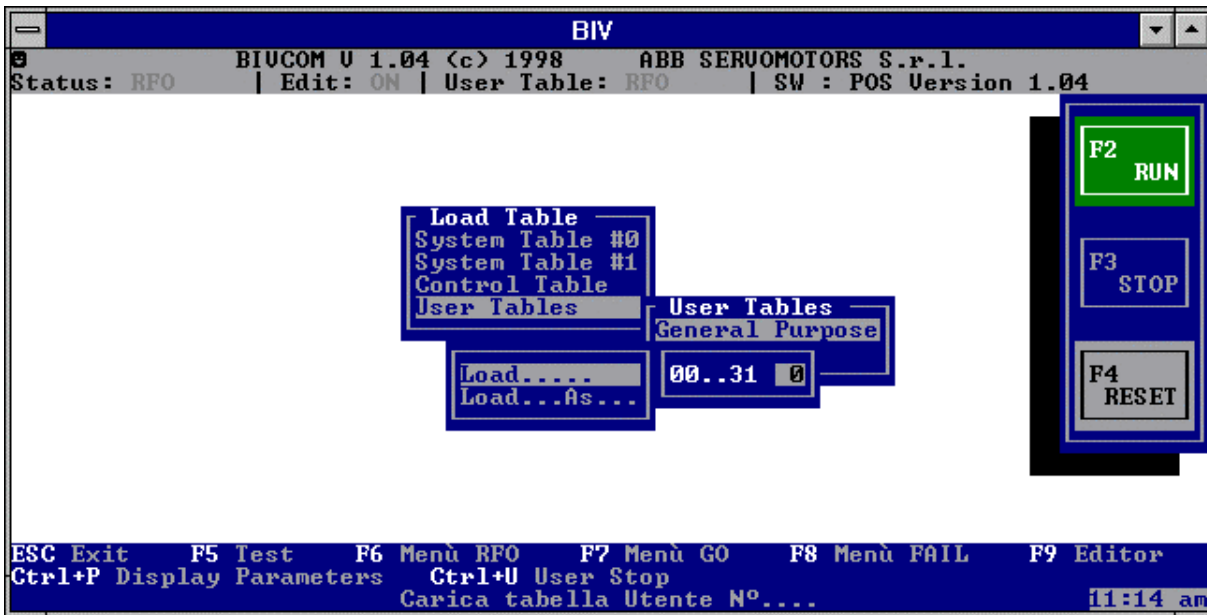 BIV
BIVCOM V 1.04 (c) 1998 ABB SERVOMOTORS S.r.l.
Status: RFO | Edit: ON | User Table: RFO | SW : POS Version 1.04
F2
RUN
Load Table
System Table #0
System Table #1
Control Table
User Tables
User Tables
General Purpose
Load.....
Load...As...
00..31 0
F3
STOP
F4
RESET
ESC Exit F5 Test F6 Menù RFO F7 Menù GO F8 Menù FAIL F9 Editor
Ctrl+P Display Parameters Ctrl+U User Stop
Carica tabella Utente Nº....
11:14 am